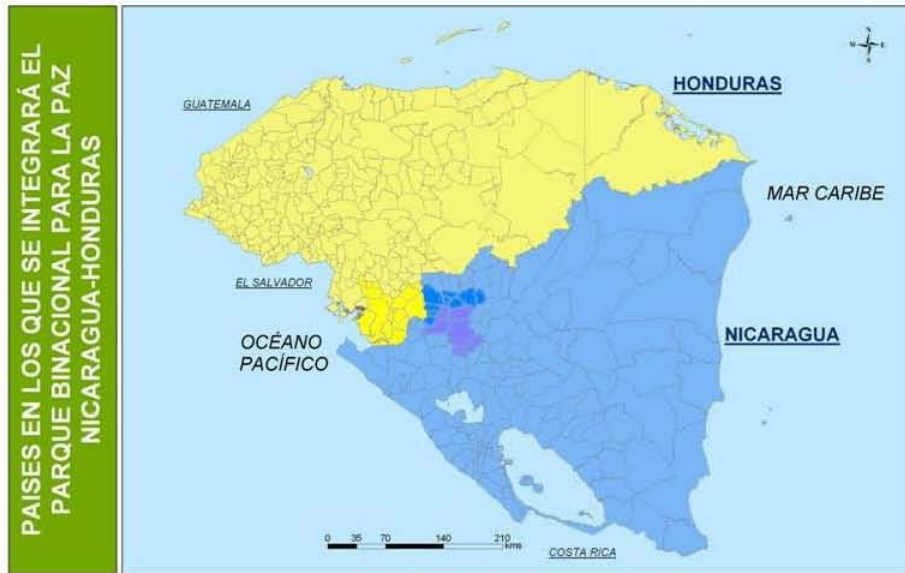 PAISES EN LOS QUE SE INTEGRARÁ EL
PARQUE BINACIONAL PARA LA PAZ
NICARAGUA-HONDURAS
GUATEMALA
HONDURAS
W E
N
S
MAR CARIBE
EL SALVADOR
OCÉANO
PACÍFICO
NICARAGUA
0 35 70 140 210
kms
COSTA RICA